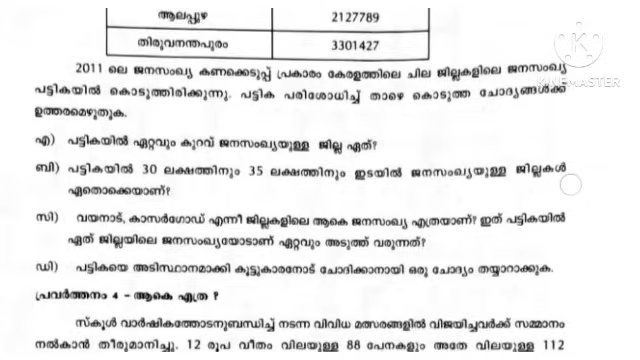 ആലപ്പുഴ 2127789
തിരുവനന്തപുരം 3301427
2011 ലെ ജനസംഖ്യ കണക്കെടുപ്പ് പ്രകാരം കേരളത്തിലെ ചില ജില്ലകളിലെ ജനസംഖ്യ
പട്ടികയിൽ കൊടുത്തിരിക്കുന്നു. പട്ടിക പരിശോധിച്ച് താഴെ കൊടുത്ത ചോദ്യങ്ങൾക്ക്
ഉത്തരമെഴുതുക.
എ) പട്ടികയിൽ ഏറ്റവും കുറവ് ജനസംഖ്യയുള്ള ജില്ല ഏത്?
ബി) പട്ടികയിൽ 30 ലക്ഷത്തിനും 35 ലക്ഷത്തിനും ഇടയിൽ ജനസംഖ്യയുള്ള ജില്ലകൾ
ഏതൊക്കെയാണ്?
സി) വയനാട്, കാസർഗോഡ് എന്നീ ജില്ലകളിലെ ആകെ ജനസംഖ്യ എത്രയാണ്? ഇത് പട്ടികയിൽ
ഏത് ജില്ലയിലെ ജനസംഖ്യയോടാണ് ഏറ്റവും അടുത്ത് വരുന്നത്?
ഡി) പട്ടികയെ അടിസ്ഥാനമാക്കി കൂട്ടുകാരനോട് ചോദിക്കാനായി ഒരു ചോദ്യം തയ്യാറാക്കുക.
പ്രവർത്തനം 4 - ആകെ എത്ര ?
സ്കൂൾ വാർഷികത്തോടനുബന്ധിച്ച് നടന്ന വിവിധ മത്സരങ്ങളിൽ വിജയിച്ചവർക്ക് സമ്മാനം
നൽകാൻ തീരുമാനിച്ചു. 12 രൂപ വീതം വിലയുള്ള 88 പേനകളും അതേ വിലയുള്ള 112
KINEMASTER